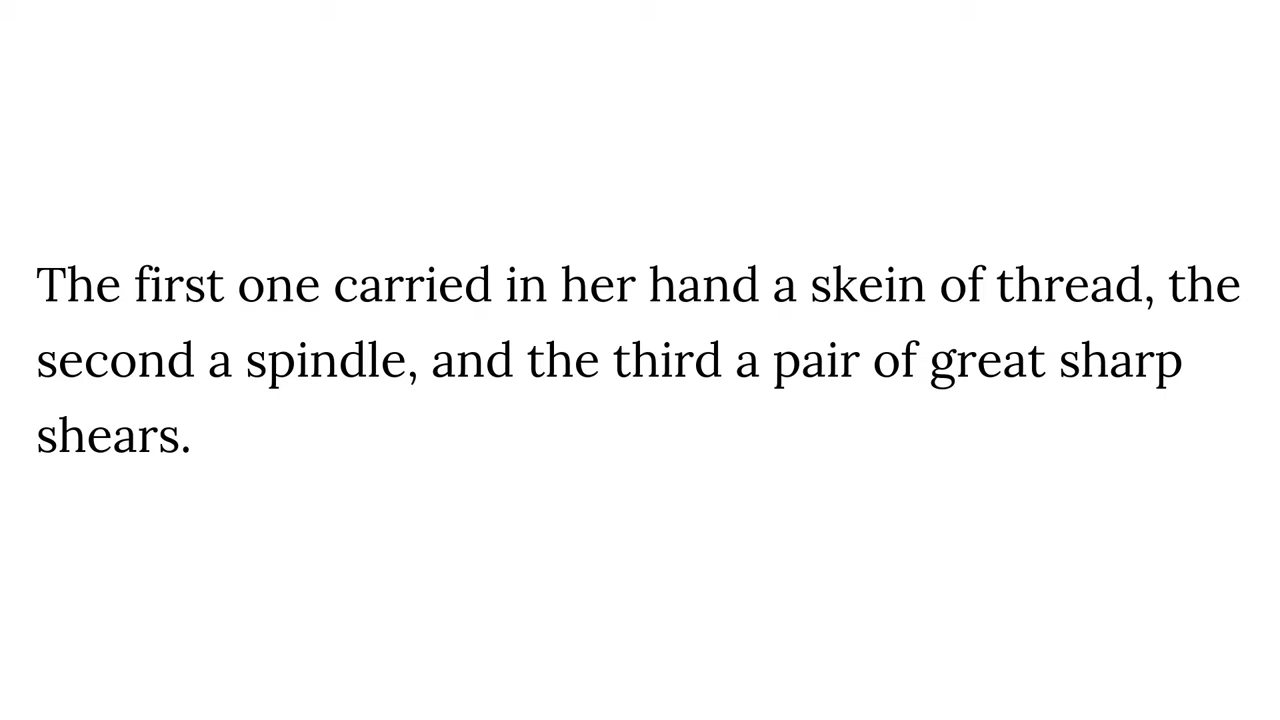 The first one carried in her hand a skein of thread, the
second a spindle, and the third a pair of great sharp
shears.